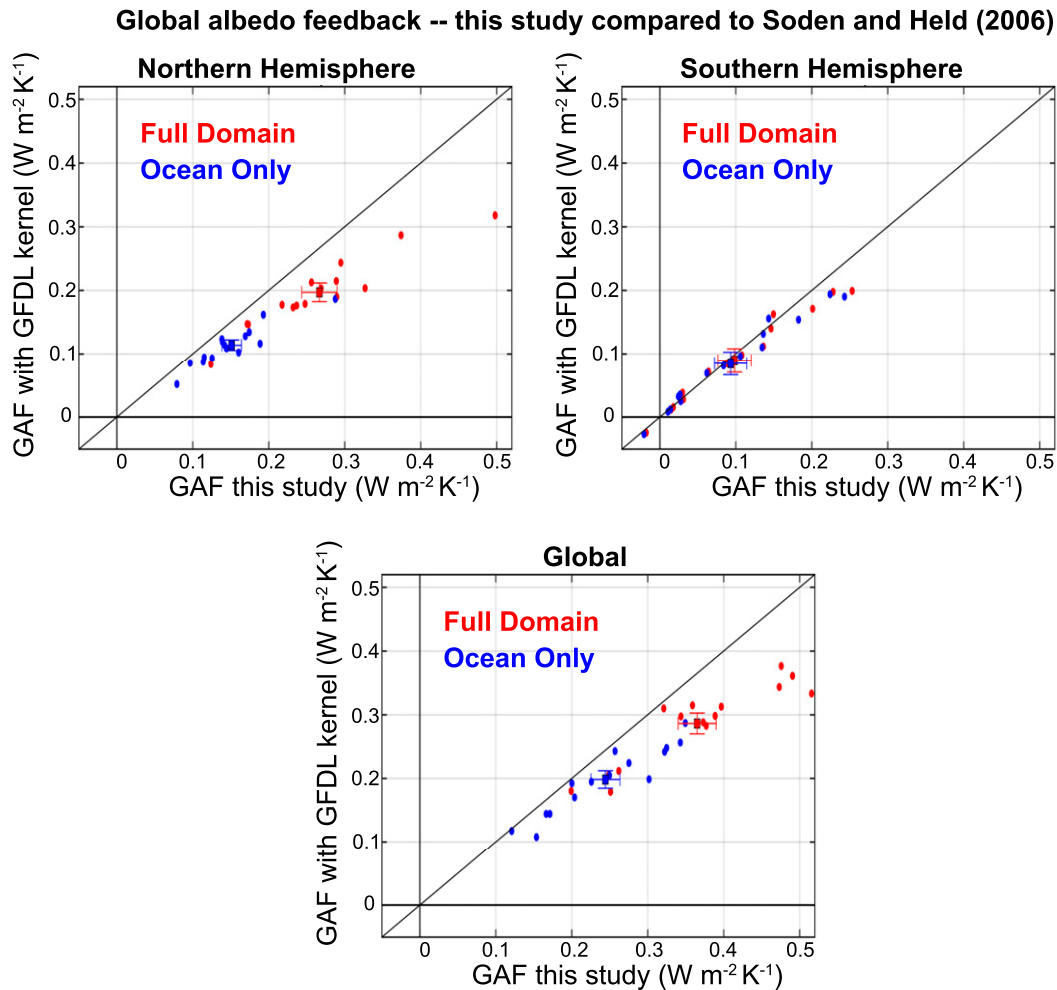 Global albedo feedback -- this study compared to Soden and Held (2006)
Northern Hemisphere
GAF with GFDL kernel (W m⁻² K⁻¹)
0.5
0.4
0.3
0.2
0.1
0
Full Domain
Ocean Only
0 0.1 0.2 0.3 0.4 0.5
GAF this study (W m⁻² K⁻¹)
Southern Hemisphere
GAF with GFDL kernel (W m⁻² K⁻¹)
0.5
0.4
0.3
0.2
0.1
0
Full Domain
Ocean Only
0 0.1 0.2 0.3 0.4 0.5
GAF this study (W m⁻² K⁻¹)
Global
GAF with GFDL kernel (W m⁻² K⁻¹)
0.5
0.4
0.3
0.2
0.1
0
Full Domain
Ocean Only
0 0.1 0.2 0.3 0.4 0.5
GAF this study (W m⁻² K⁻¹)